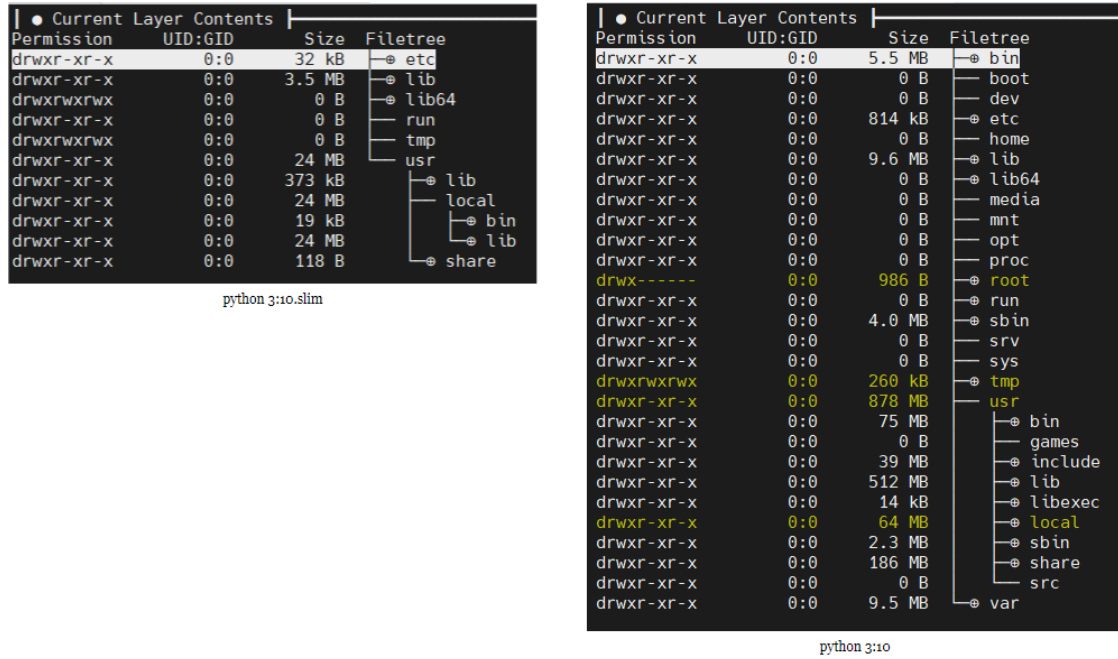 ● Current Layer Contents
Permission UID:GID Size Filetree
drwxr-xr-x 0:0 32 kB ├─⊕ etc
drwxr-xr-x 0:0 3.5 MB ├─⊕ lib
drwxrwxrwx 0:0 0 B ├─⊕ lib64
drwxr-xr-x 0:0 0 B ├── run
drwxrwxrwx 0:0 0 B ├── tmp
drwxr-xr-x 0:0 24 MB └── usr
drwxr-xr-x 0:0 373 kB ├─⊕ lib
drwxr-xr-x 0:0 24 MB ├── local
drwxr-xr-x 0:0 19 kB │ ├─⊕ bin
drwxr-xr-x 0:0 24 MB │ └─⊕ lib
drwxr-xr-x 0:0 118 B └─⊕ share
python 3:10.slim
● Current Layer Contents
Permission UID:GID Size Filetree
drwxr-xr-x 0:0 5.5 MB ├─⊕ bin
drwxr-xr-x 0:0 0 B ├── boot
drwxr-xr-x 0:0 0 B ├── dev
drwxr-xr-x 0:0 814 kB ├─⊕ etc
drwxr-xr-x 0:0 0 B ├── home
drwxr-xr-x 0:0 9.6 MB ├─⊕ lib
drwxr-xr-x 0:0 0 B ├─⊕ lib64
drwxr-xr-x 0:0 0 B ├── media
drwxr-xr-x 0:0 0 B ├── mnt
drwxr-xr-x 0:0 0 B ├── opt
drwxr-xr-x 0:0 0 B ├── proc
drwx------ 0:0 986 B ├─⊕ root
drwxr-xr-x 0:0 0 B ├─⊕ run
drwxr-xr-x 0:0 4.0 MB ├─⊕ sbin
drwxr-xr-x 0:0 0 B ├── srv
drwxr-xr-x 0:0 0 B ├── sys
drwxrwxrwx 0:0 260 kB ├─⊕ tmp
drwxr-xr-x 0:0 878 MB ├── usr
drwxr-xr-x 0:0 75 MB │ ├─⊕ bin
drwxr-xr-x 0:0 0 B │ ├── games
drwxr-xr-x 0:0 39 MB │ ├─⊕ include
drwxr-xr-x 0:0 512 MB │ ├─⊕ lib
drwxr-xr-x 0:0 14 kB │ ├─⊕ libexec
drwxr-xr-x 0:0 64 MB │ ├─⊕ local
drwxr-xr-x 0:0 2.3 MB │ ├─⊕ sbin
drwxr-xr-x 0:0 186 MB │ ├─⊕ share
drwxr-xr-x 0:0 0 B │ └── src
drwxr-xr-x 0:0 9.5 MB └─⊕ var
python 3:10